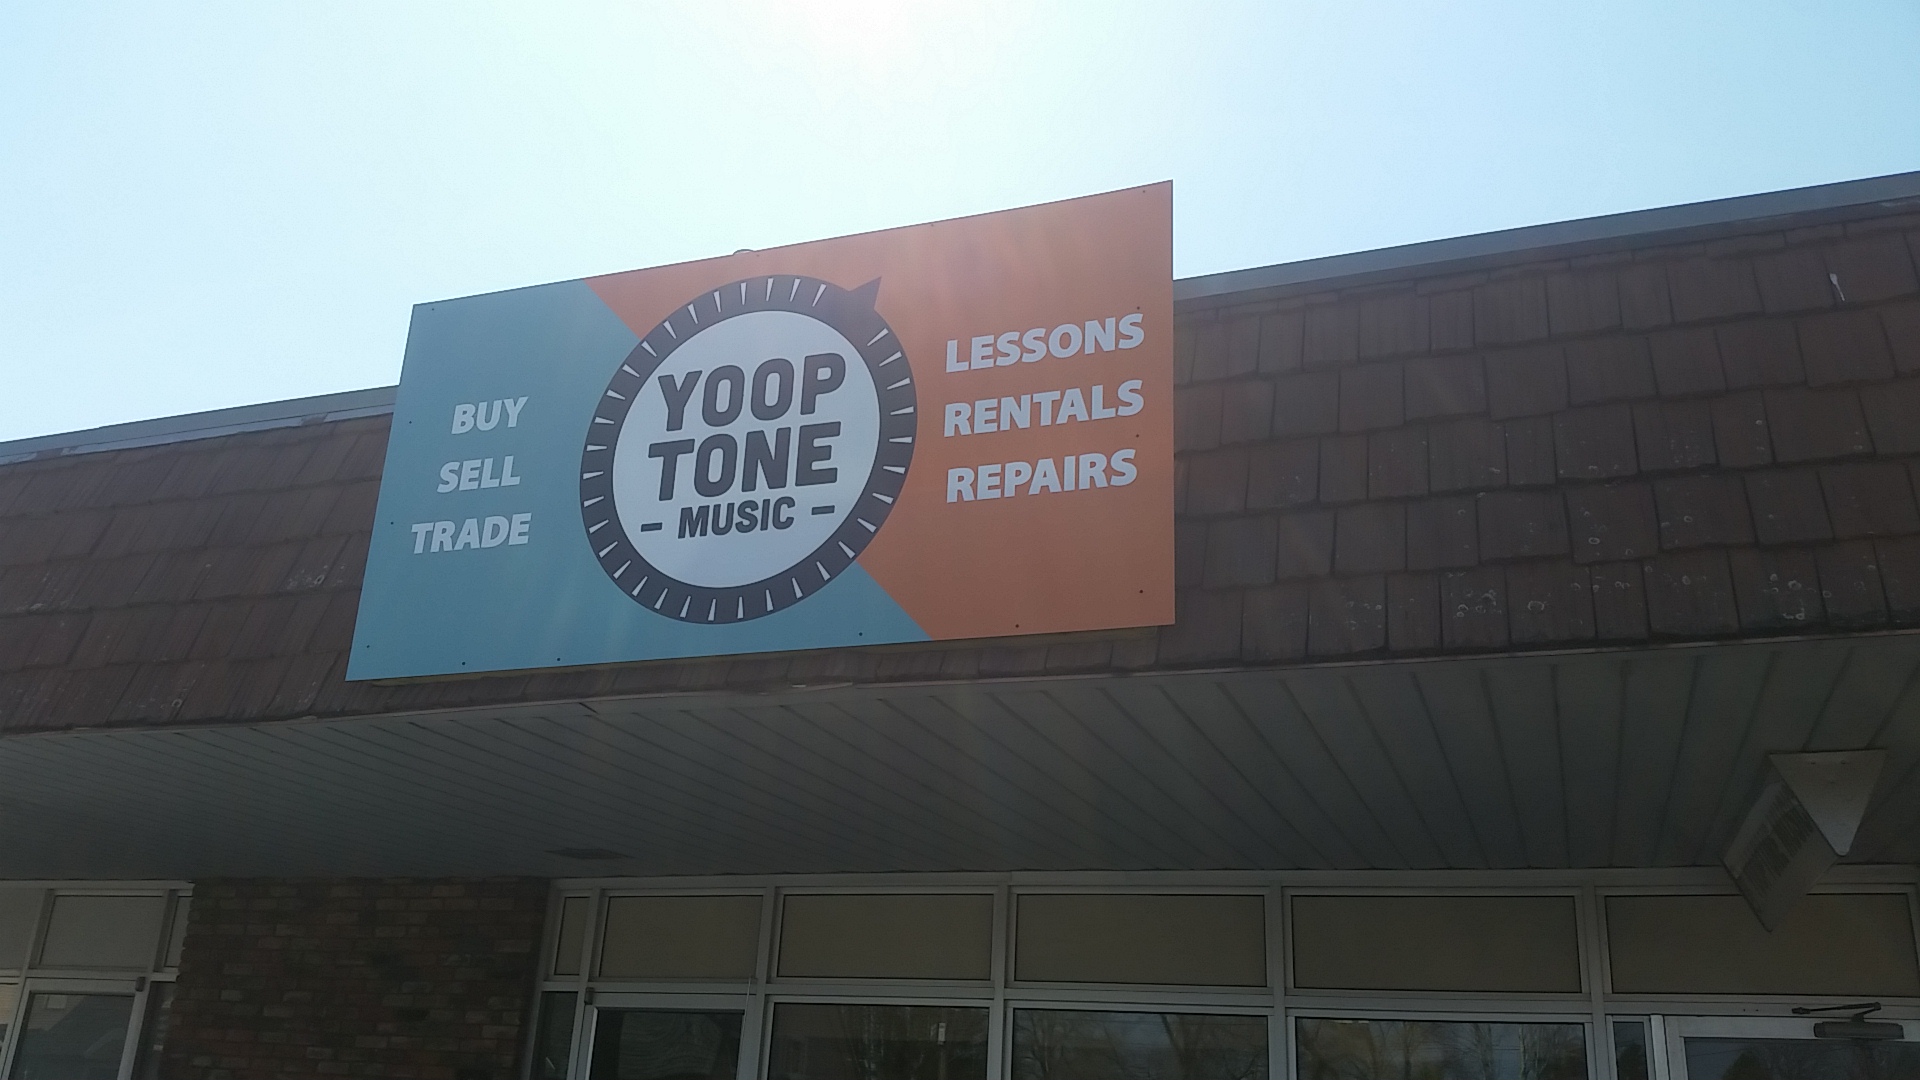 BUY
SELL
TRADE
YOOP
TONE
- MUSIC -
LESSONS
RENTALS
REPAIRS